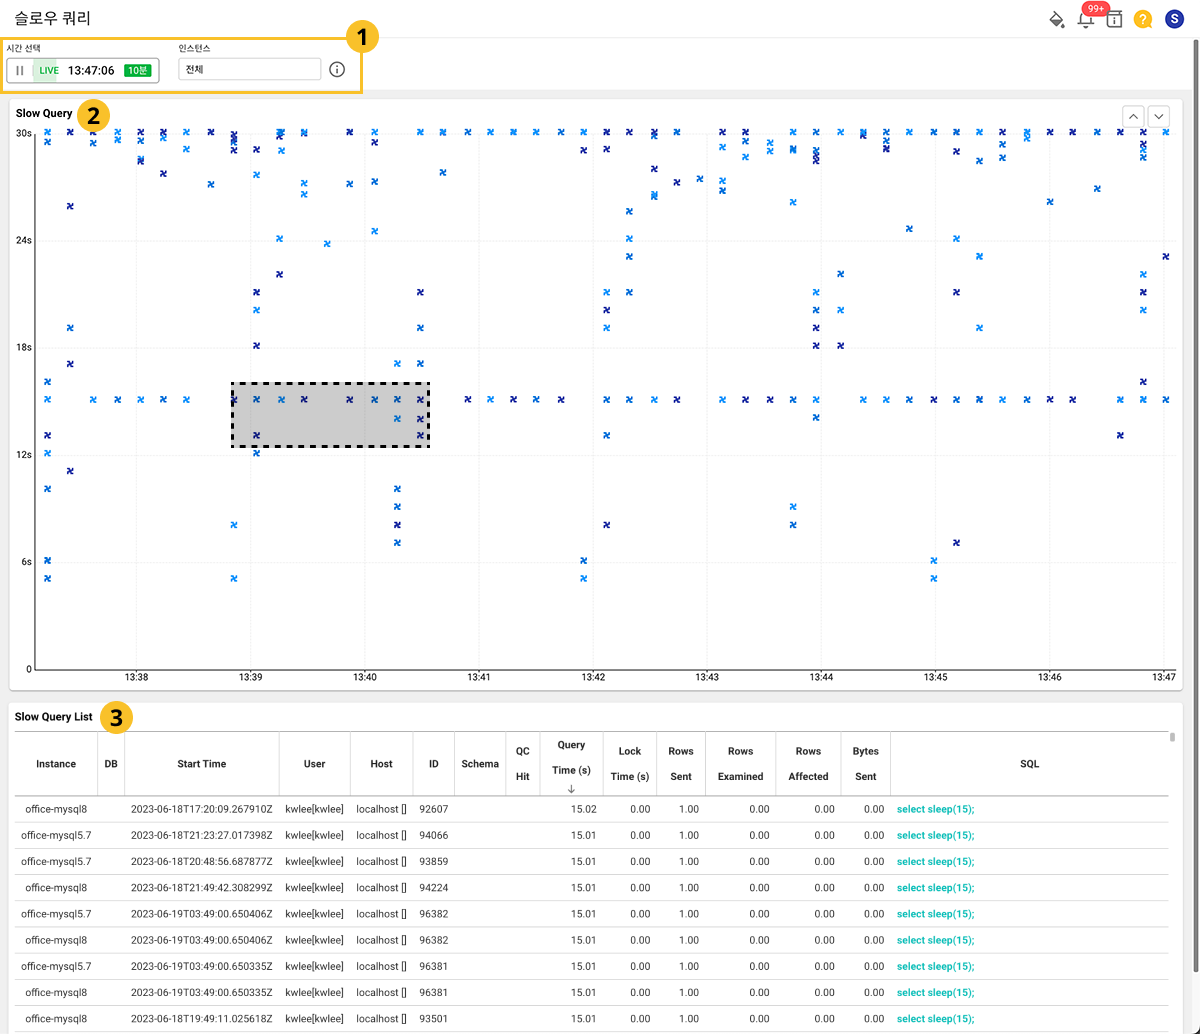 슬로우 쿼리
99+
?
S
시간 선택
인스턴스
1
LIVE 13:47:06 10분
전체
Slow Query 2
30s
24s
18s
12s
6s
0
13:38 13:39 13:40 13:41 13:42 13:43 13:44 13:45 13:46 13:47
Slow Query List 3
Instance DB Start Time User Host ID Schema QC Hit Query Time (s) Lock Time (s) Rows Sent Rows Examined Rows Affected Bytes Sent SQL
office-mysql8 2023-06-18T17:20:09.267910Z kwlee[kwlee] localhost [] 92607 15.02 0.00 1.00 0.00 0.00 0.00 select sleep(15);
office-mysql5.7 2023-06-18T21:23:27.017398Z kwlee[kwlee] localhost [] 94066 15.01 0.00 1.00 0.00 0.00 0.00 select sleep(15);
office-mysql5.7 2023-06-18T20:48:56.687877Z kwlee[kwlee] localhost [] 93859 15.01 0.00 1.00 0.00 0.00 0.00 select sleep(15);
office-mysql8 2023-06-18T21:49:42.308299Z kwlee[kwlee] localhost [] 94224 15.01 0.00 1.00 0.00 0.00 0.00 select sleep(15);
office-mysql5.7 2023-06-19T03:49:00.650406Z kwlee[kwlee] localhost [] 96382 15.01 0.00 1.00 0.00 0.00 0.00 select sleep(15);
office-mysql8 2023-06-19T03:49:00.650406Z kwlee[kwlee] localhost [] 96382 15.01 0.00 1.00 0.00 0.00 0.00 select sleep(15);
office-mysql5.7 2023-06-19T03:49:00.650335Z kwlee[kwlee] localhost [] 96381 15.01 0.00 1.00 0.00 0.00 0.00 select sleep(15);
office-mysql8 2023-06-19T03:49:00.650335Z kwlee[kwlee] localhost [] 96381 15.01 0.00 1.00 0.00 0.00 0.00 select sleep(15);
office-mysql8 2023-06-18T19:49:11.025618Z kwlee[kwlee] localhost [] 93501 15.01 0.00 1.00 0.00 0.00 0.00 select sleep(15);